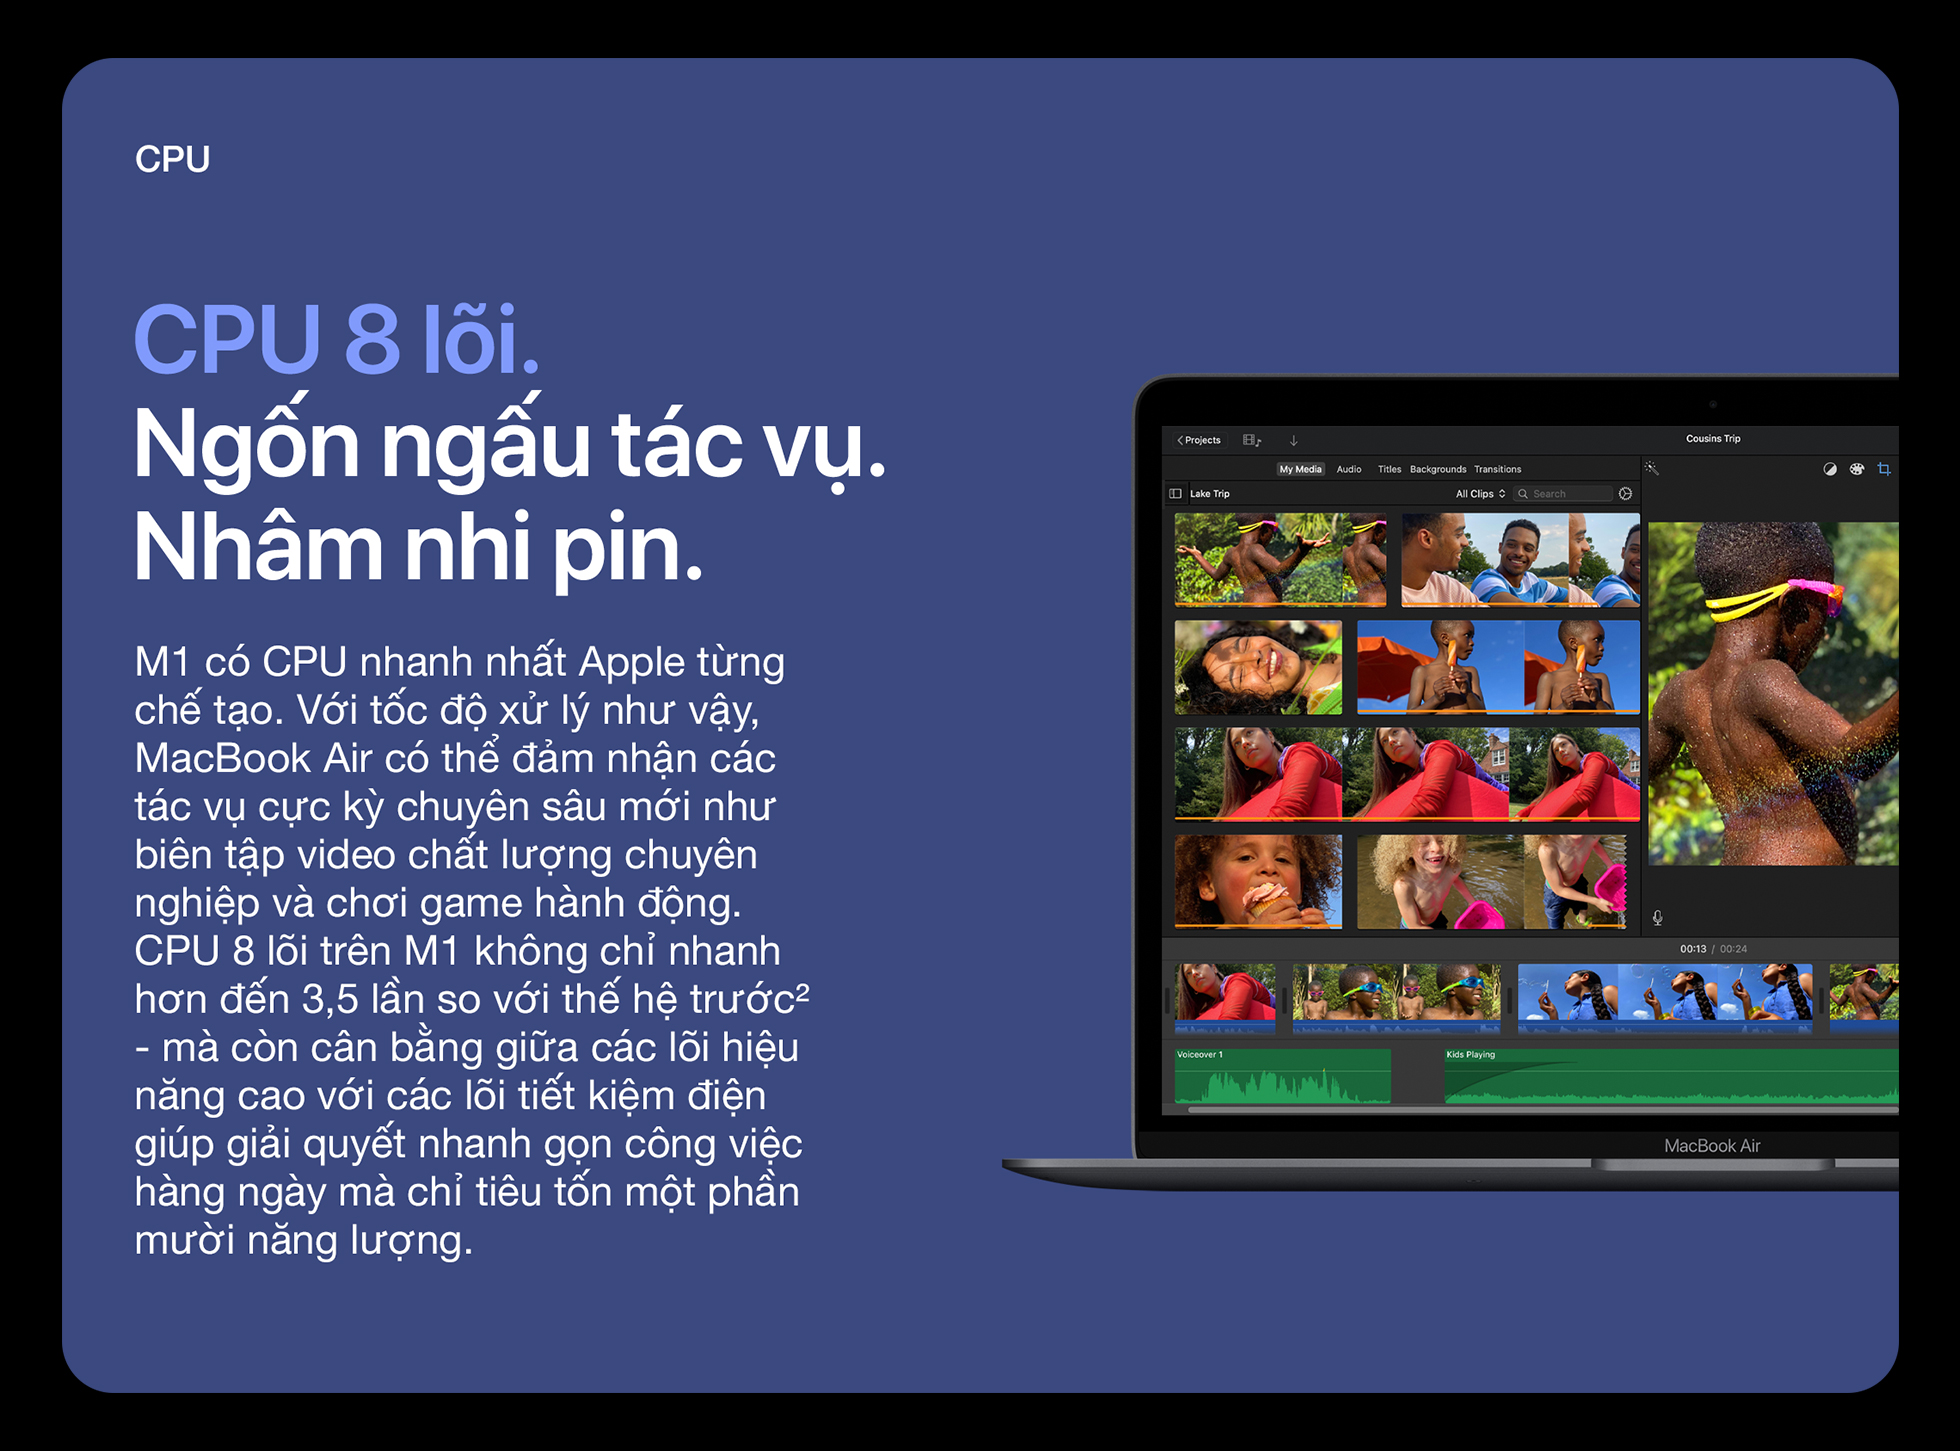 CPU
CPU 8 lõi.
Ngốn ngấu tác vụ.
Nhâm nhi pin.
M1 có CPU nhanh nhất Apple từng
chế tạo. Với tốc độ xử lý như vậy,
MacBook Air có thể đảm nhận các
tác vụ cực kỳ chuyên sâu mới như
biên tập video chất lượng chuyên
nghiệp và chơi game hành động.
CPU 8 lõi trên M1 không chỉ nhanh
hơn đến 3,5 lần so với thế hệ trước²
- mà còn cân bằng giữa các lõi hiệu
năng cao với các lõi tiết kiệm điện
giúp giải quyết nhanh gọn công việc
hàng ngày mà chỉ tiêu tốn một phần
mười năng lượng.
Projects
Cousins Trip
My Media Audio Titles Backgrounds Transitions
Lake Trip
All Clips Search
00:13 / 00:24
Voiceover 1
Kids Playing
MacBook Air